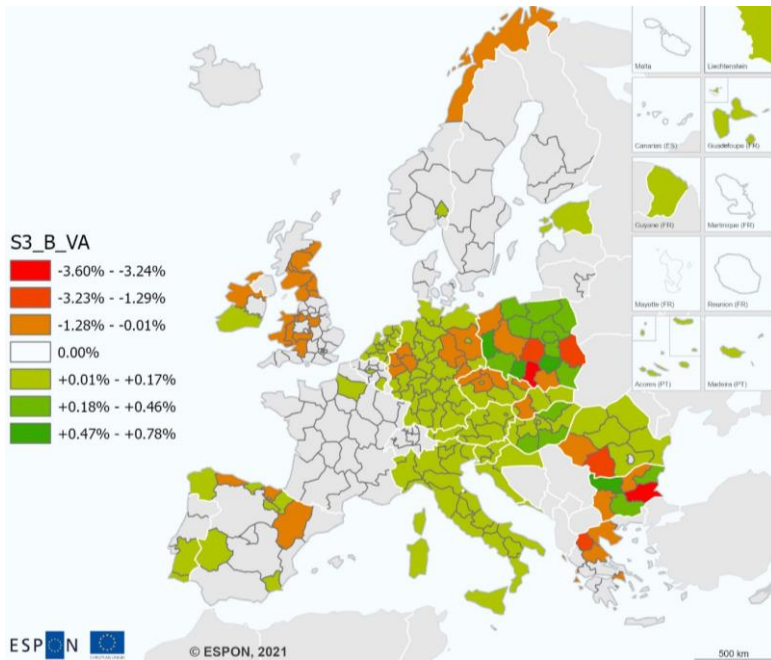 Malta
Liechtenstein
Canarias (ES)
Guadeloupe (FR)
Guyane (FR)
Martinique (FR)
Mayotte (FR)
Reunion (FR)
Acores (PT)
Madeira (PT)
S3_B_VA
-3.60% - -3.24%
-3.23% - -1.29%
-1.28% - -0.01%
0.00%
+0.01% - +0.17%
+0.18% - +0.46%
+0.47% - +0.78%
ESPON
© ESPON, 2021
500 km